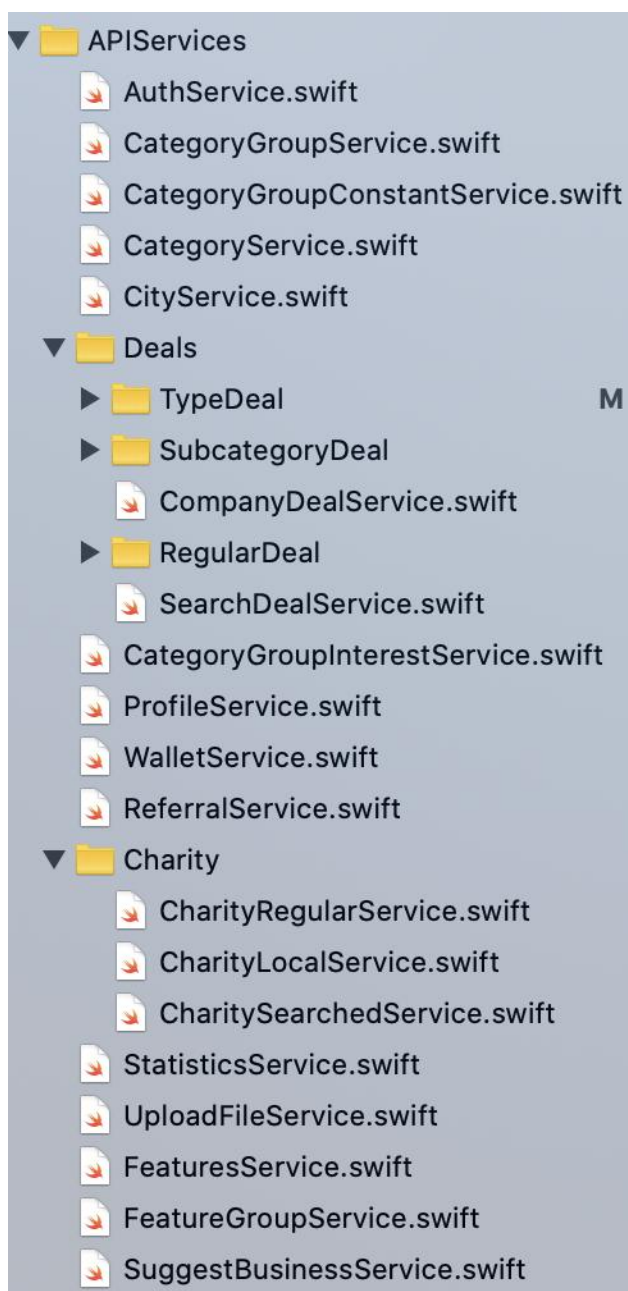 APIServices
AuthService.swift
CategoryGroupService.swift
CategoryGroupConstantService.swift
CategoryService.swift
CityService.swift
Deals
TypeDeal M
SubcategoryDeal
CompanyDealService.swift
RegularDeal
SearchDealService.swift
CategoryGroupInterestService.swift
ProfileService.swift
WalletService.swift
ReferralService.swift
Charity
CharityRegularService.swift
CharityLocalService.swift
CharitySearchedService.swift
StatisticsService.swift
UploadFileService.swift
FeaturesService.swift
FeatureGroupService.swift
SuggestBusinessService.swift